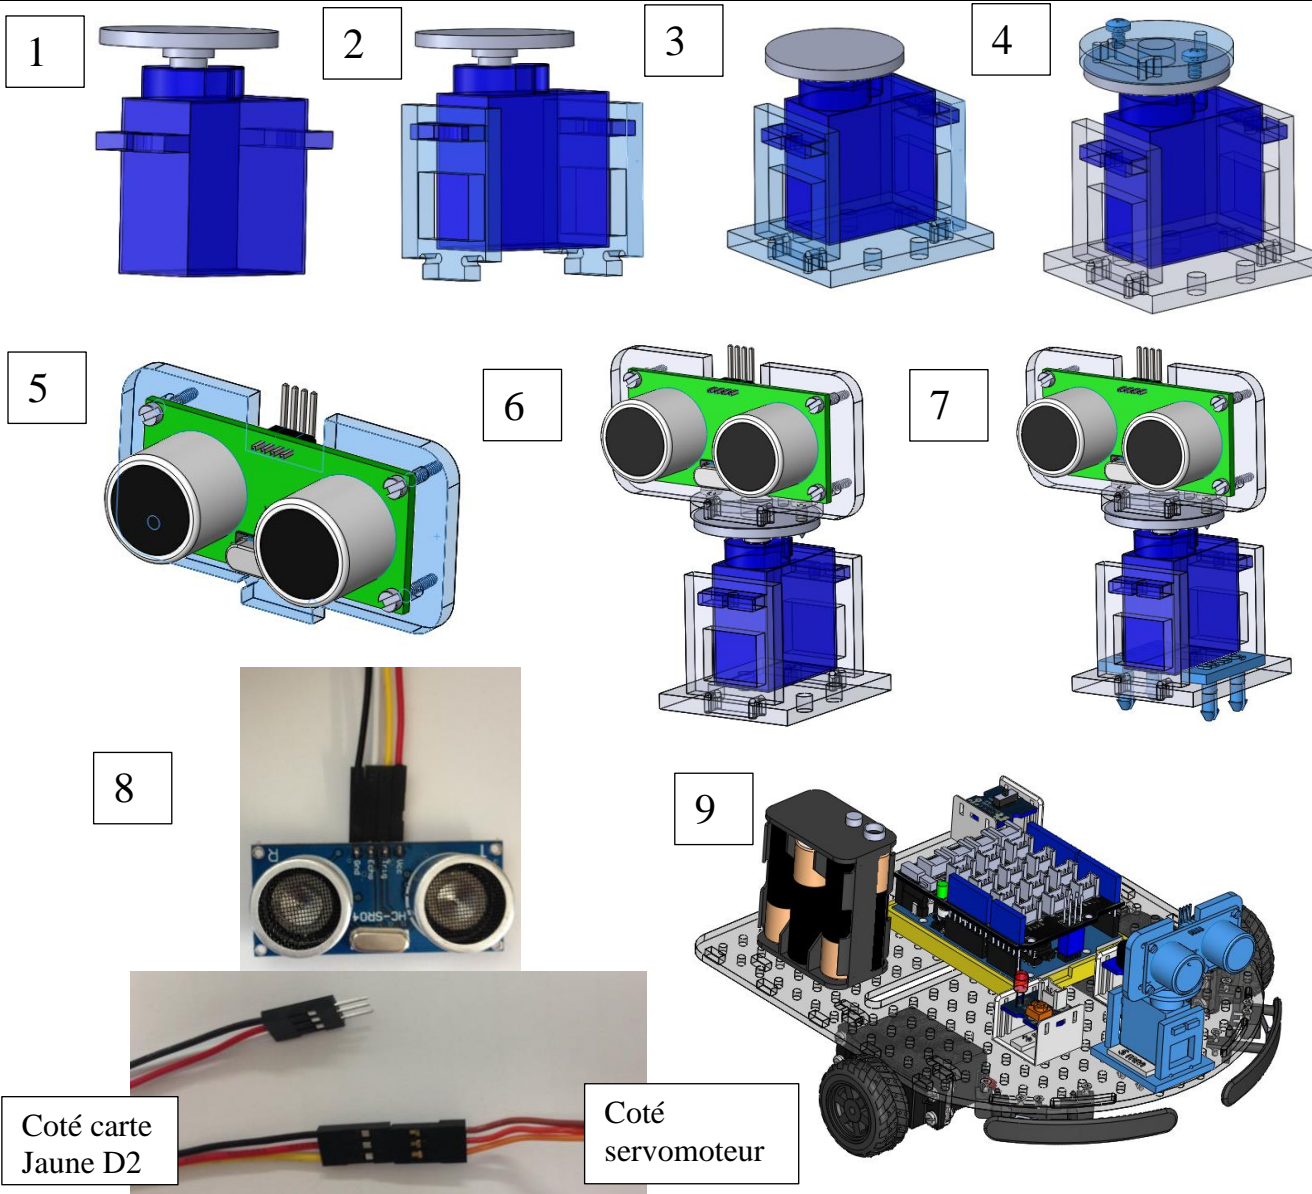 1
2
3
4
5
6
7
8
Gnd
Echo
Trig
Vcc
HC-SR04
9
Coté carte
Jaune D2
Coté
servomoteur